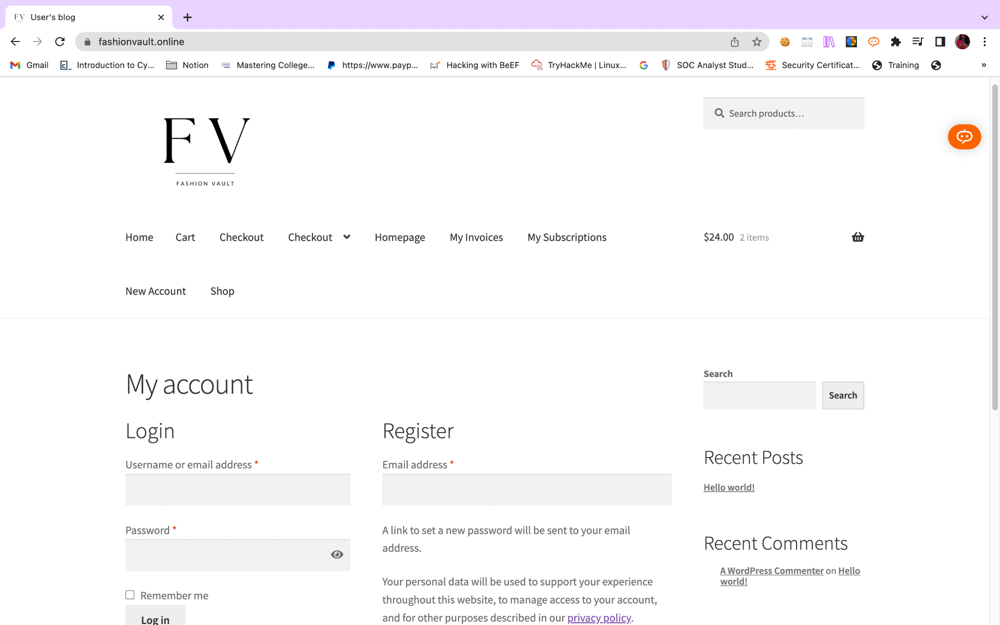 FV User's blog
fashionvault.online
Gmail Introduction to Cy... Notion Mastering College... https://www.payp... Hacking with BeEF TryHackMe | Linux... SOC Analyst Stud... Security Certificat... Training »
Search products...
FV
FASHION VAULT
Home Cart Checkout Checkout Homepage My Invoices My Subscriptions $24.00 2 items
New Account Shop
My account
Login
Username or email address *
Password *
Remember me
Log in
Register
Email address *
A link to set a new password will be sent to your email
address.
Your personal data will be used to support your experience
throughout this website, to manage access to your account,
and for other purposes described in our privacy policy.
Search
Search
Recent Posts
Hello world!
Recent Comments
A WordPress Commenter on Hello
world!